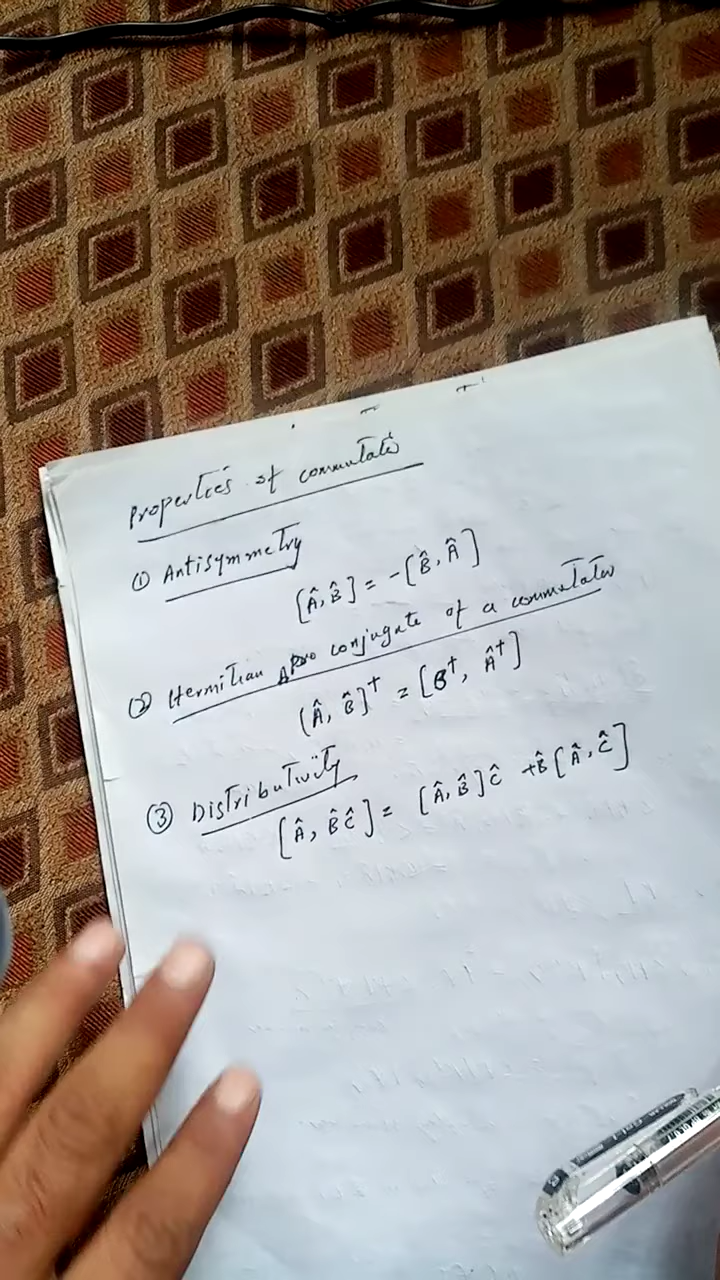 Properties of commutator
① Antisymmetry
[Â, B̂] = -[B̂, Â]
② Hermitian conjugate of a commutator
[Â, B̂]† = [B†, Â†]
③ Distributivity
[Â, B̂Ĉ] = [Â, B̂]Ĉ + B̂[Â, Ĉ]